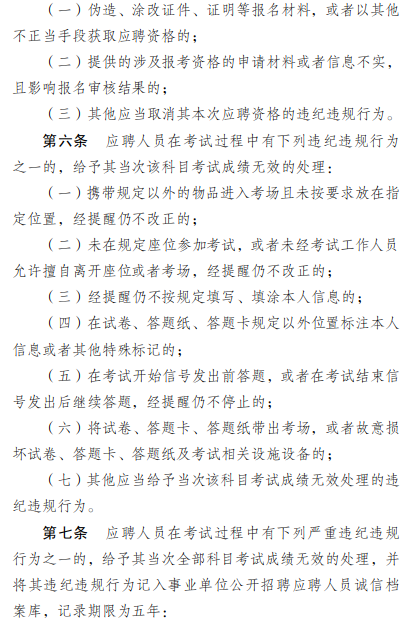 （一）伪造、涂改证件、证明等报名材料，或者以其他
不正当手段获取应聘资格的；
（二）提供的涉及报考资格的申请材料或者信息不实，
且影响报名审核结果的；
（三）其他应当取消其本次应聘资格的违纪违规行为。
第六条 应聘人员在考试过程中有下列违纪违规行为
之一的，给予其当次该科目考试成绩无效的处理：
（一）携带规定以外的物品进入考场且未按要求放在指
定位置，经提醒仍不改正的；
（二）未在规定座位参加考试，或者未经考试工作人员
允许擅自离开座位或者考场，经提醒仍不改正的；
（三）经提醒仍不按规定填写、填涂本人信息的；
（四）在试卷、答题纸、答题卡规定以外位置标注本人
信息或者其他特殊标记的；
（五）在考试开始信号发出前答题，或者在考试结束信
号发出后继续答题，经提醒仍不停止的；
（六）将试卷、答题卡、答题纸带出考场，或者故意损
坏试卷、答题卡、答题纸及考试相关设施设备的；
（七）其他应当给予当次该科目考试成绩无效处理的违
纪违规行为。
第七条 应聘人员在考试过程中有下列严重违纪违规
行为之一的，给予其当次全部科目考试成绩无效的处理，并
将其违纪违规行为记入事业单位公开招聘应聘人员诚信档
案库，记录期限为五年：